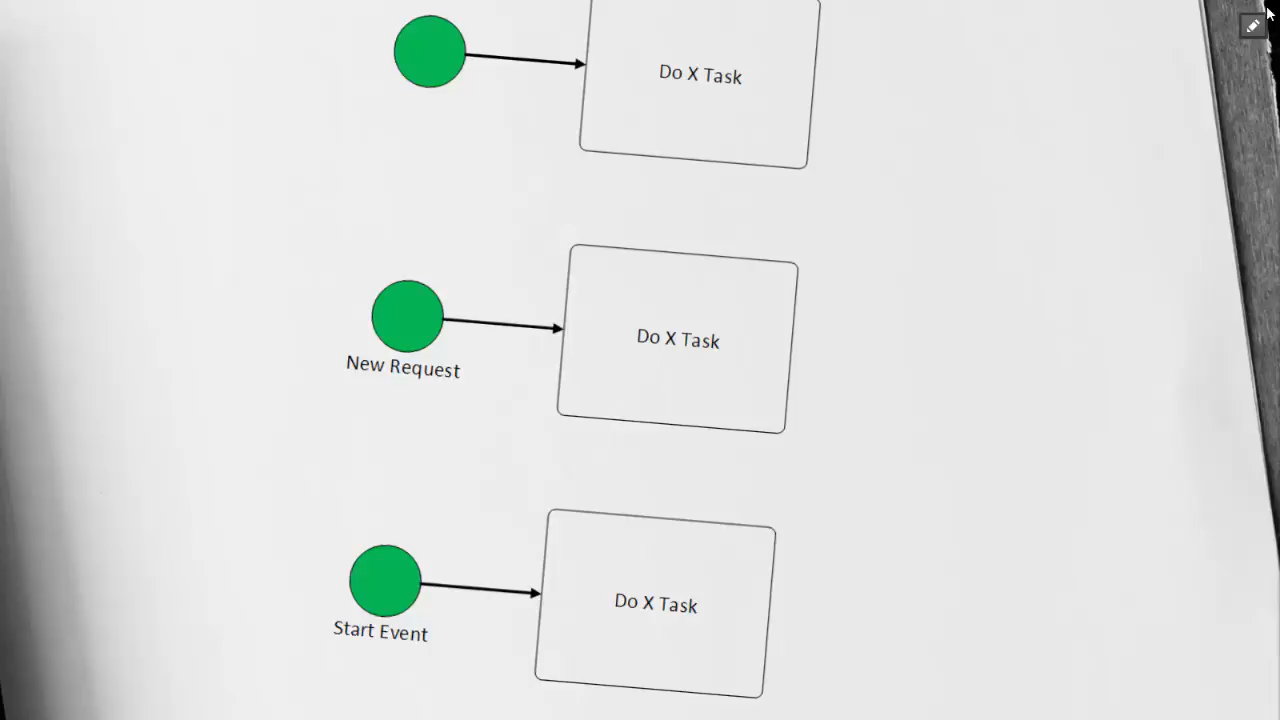 Do X Task
Do X Task
New Request
Do X Task
Start Event